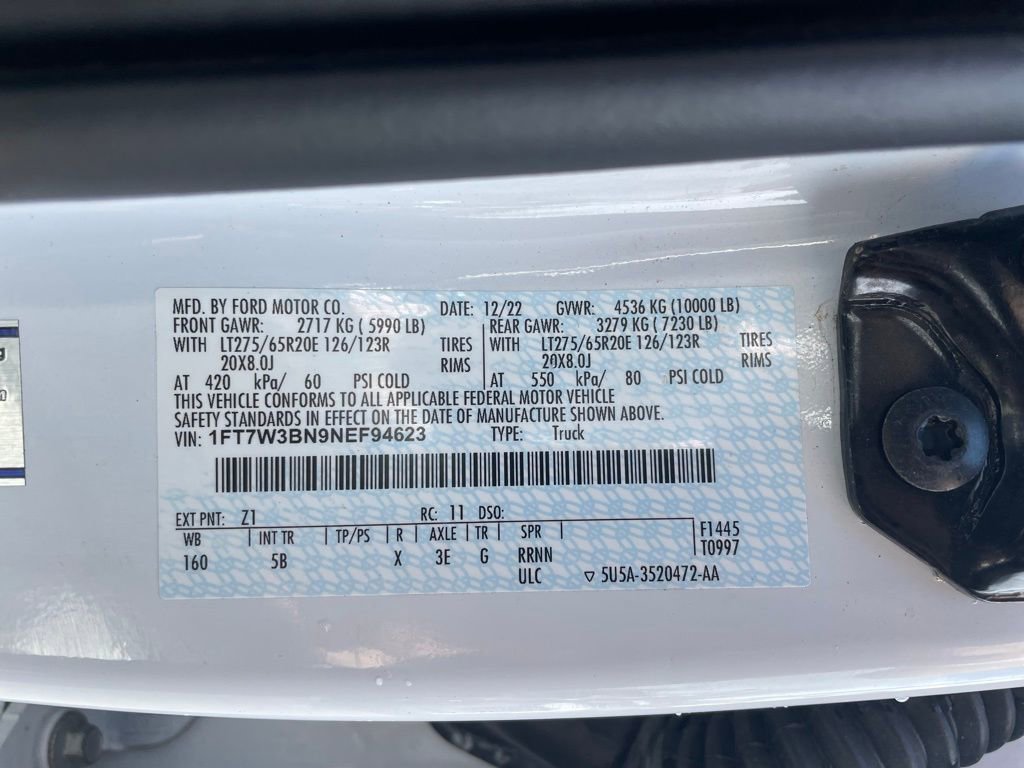 MFD. BY FORD MOTOR CO. DATE: 12/22 GVWR: 4536 KG (10000 LB)
FRONT GAWR: 2717 KG ( 5990 LB) REAR GAWR: 3279 KG ( 7230 LB)
WITH LT275/65R20E 126/123R TIRES WITH LT275/65R20E 126/123R TIRES
20X8.0J RIMS 20X8.0J RIMS
AT 420 kPa/ 60 PSI COLD AT 550 kPa/ 80 PSI COLD
THIS VEHICLE CONFORMS TO ALL APPLICABLE FEDERAL MOTOR VEHICLE
SAFETY STANDARDS IN EFFECT ON THE DATE OF MANUFACTURE SHOWN ABOVE.
VIN: 1FT7W3BN9NEF94623 TYPE: Truck
EXT PNT: Z1 RC: 11 DSO:
WB INT TR TP/PS R AXLE TR SPR F1445
160 5B X 3E G RRNN T0997
ULC ▽ 5U5A-3520472-AA